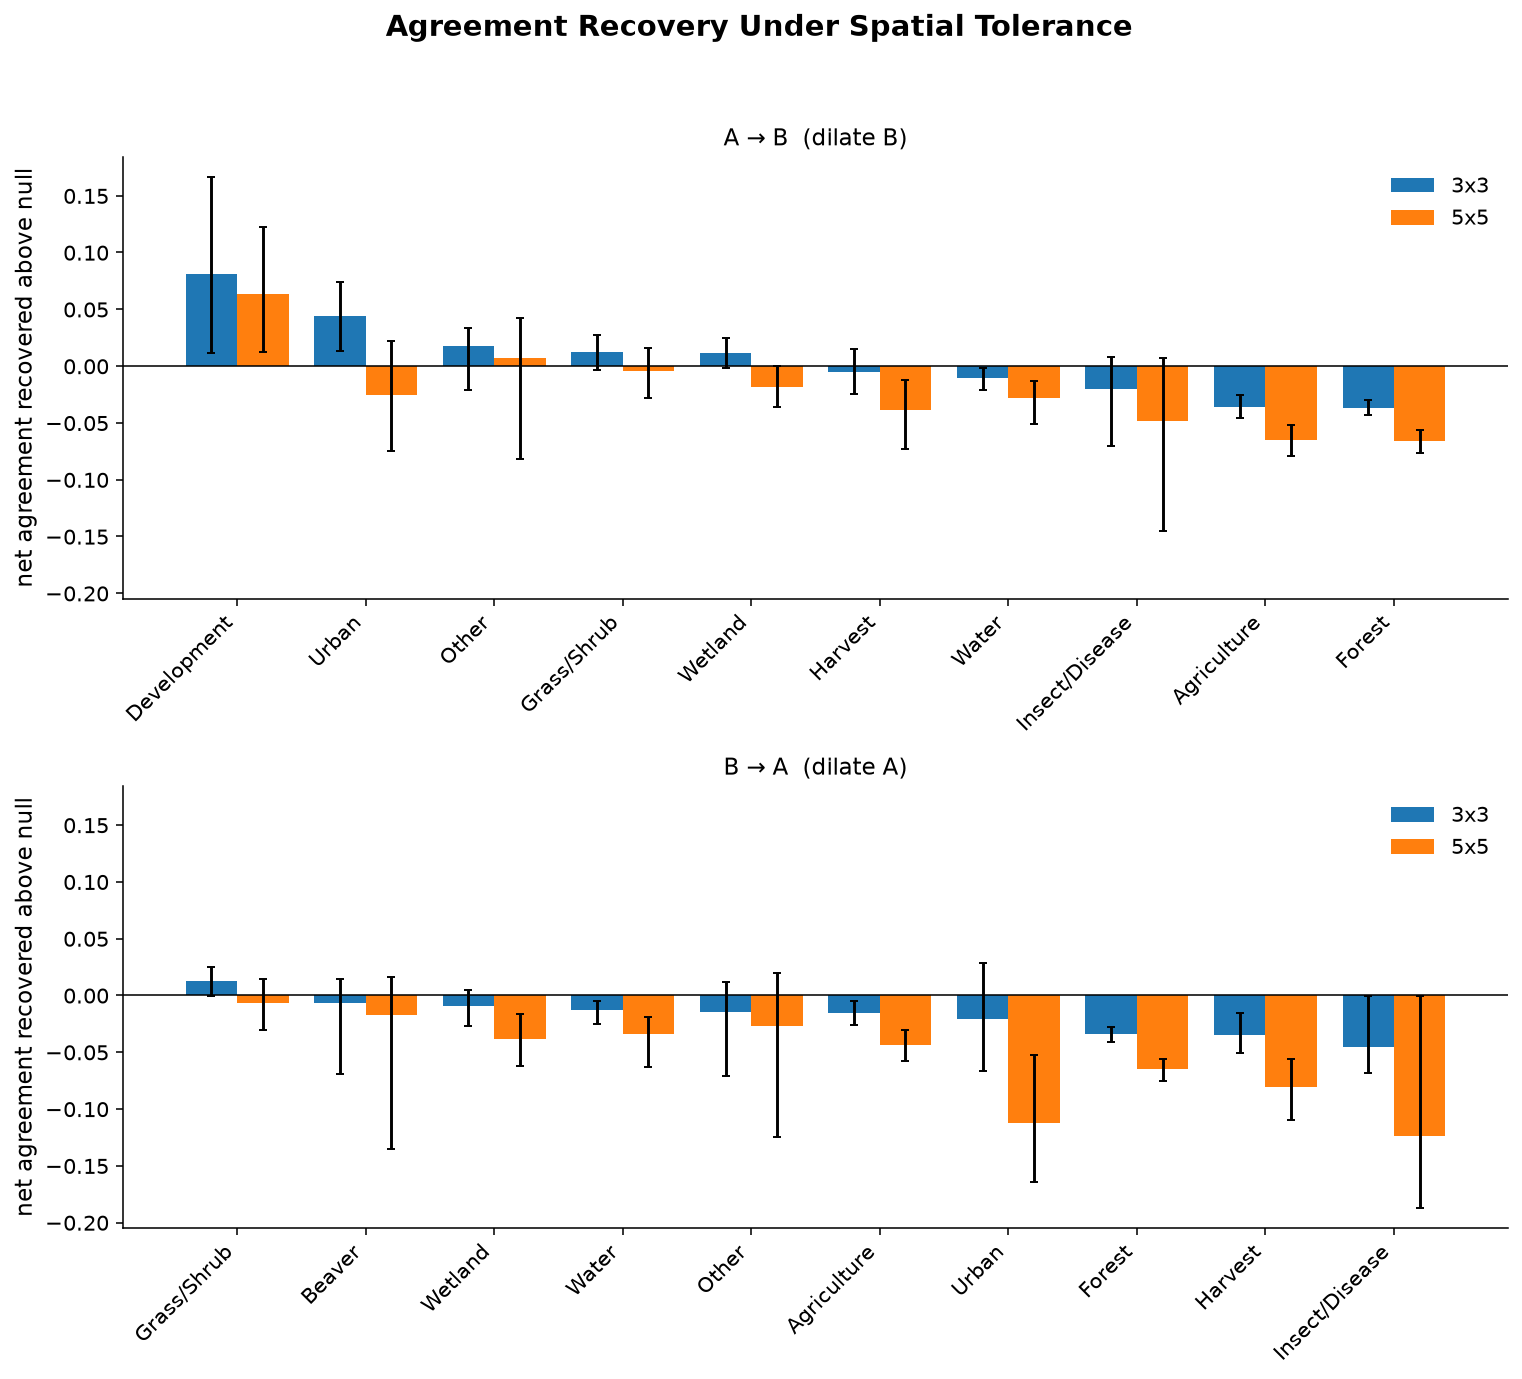 Agreement Recovery Under Spatial Tolerance
A → B  (dilate B)
net agreement recovered above null
0.15
0.10
0.05
0.00
−0.05
−0.10
−0.15
−0.20
3x3
5x5
Development
Urban
Other
Grass/Shrub
Wetland
Harvest
Water
Insect/Disease
Agriculture
Forest
B → A  (dilate A)
net agreement recovered above null
0.15
0.10
0.05
0.00
−0.05
−0.10
−0.15
−0.20
3x3
5x5
Grass/Shrub
Beaver
Wetland
Water
Other
Agriculture
Urban
Forest
Harvest
Insect/Disease